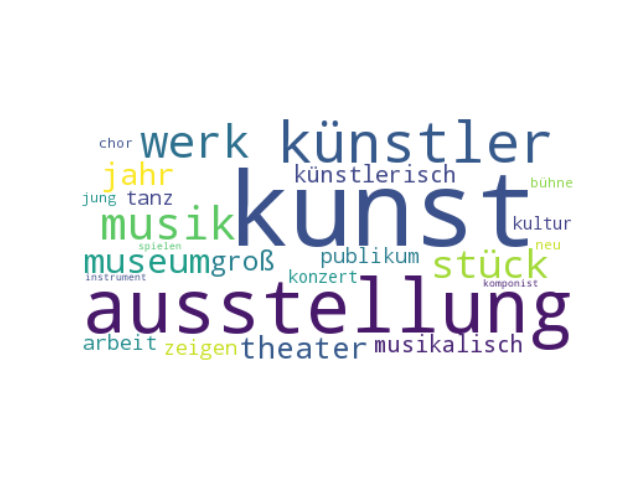 werk künstler
chor
jahr künstlerisch
kunst
bühne
jung tanz
musik kultur
spielen neu
museum groß publikum stück
instrument konzert komponist
ausstellung
arbeit zeigen theater musikalisch